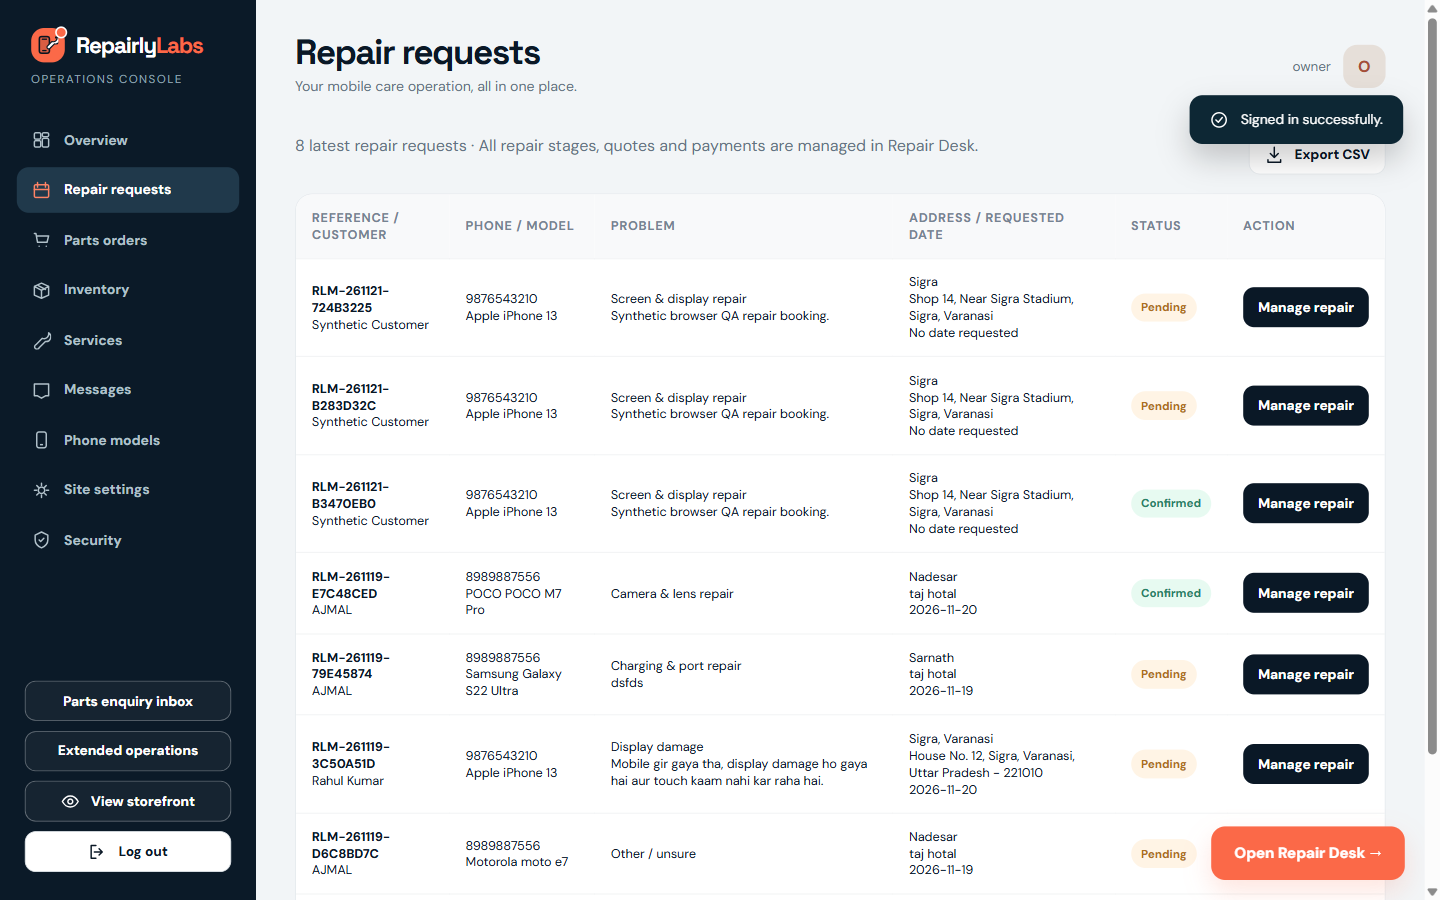 RepairlyLabs
OPERATIONS CONSOLE
Overview
Repair requests
Parts orders
Inventory
Services
Messages
Phone models
Site settings
Security
Parts enquiry inbox
Extended operations
View storefront
Log out
Repair requests
Your mobile care operation, all in one place.
owner
O
Signed in successfully.
8 latest repair requests · All repair stages, quotes and payments are managed in Repair Desk.
Export CSV
REFERENCE /
CUSTOMER
PHONE / MODEL
PROBLEM
ADDRESS / REQUESTED
DATE
STATUS
ACTION
RLM-261121-
724B3225
Synthetic Customer
9876543210
Apple iPhone 13
Screen & display repair
Synthetic browser QA repair booking.
Sigra
Shop 14, Near Sigra Stadium,
Sigra, Varanasi
No date requested
Pending
Manage repair
RLM-261121-
B283D32C
Synthetic Customer
9876543210
Apple iPhone 13
Screen & display repair
Synthetic browser QA repair booking.
Sigra
Shop 14, Near Sigra Stadium,
Sigra, Varanasi
No date requested
Pending
Manage repair
RLM-261121-
B3470EB0
Synthetic Customer
9876543210
Apple iPhone 13
Screen & display repair
Synthetic browser QA repair booking.
Sigra
Shop 14, Near Sigra Stadium,
Sigra, Varanasi
No date requested
Confirmed
Manage repair
RLM-261119-
E7C48CED
AJMAL
8989887556
POCO POCO M7
Pro
Camera & lens repair
Nadesar
taj hotal
2026-11-20
Confirmed
Manage repair
RLM-261119-
79E45874
AJMAL
8989887556
Samsung Galaxy
S22 Ultra
Charging & port repair
dsfds
Sarnath
taj hotal
2026-11-19
Pending
Manage repair
RLM-261119-
3C50A51D
Rahul Kumar
9876543210
Apple iPhone 13
Display damage
Mobile gir gaya tha, display damage ho gaya
hai aur touch kaam nahi kar raha hai.
Sigra, Varanasi
House No. 12, Sigra, Varanasi,
Uttar Pradesh - 221010
2026-11-20
Pending
Manage repair
RLM-261119-
D6C8BD7C
AJMAL
8989887556
Motorola moto e7
Other / unsure
Nadesar
taj hotal
2026-11-19
Pending
Open Repair Desk →